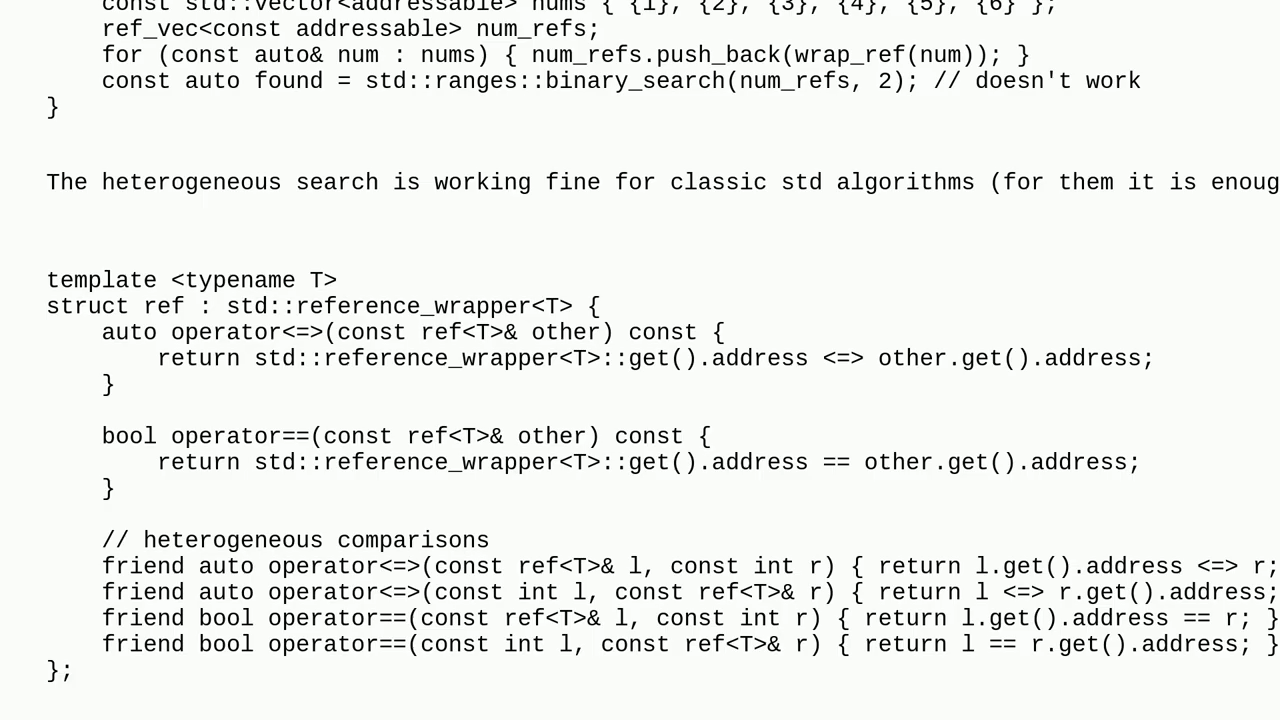 const std::vector<addressable> nums { {1}, {2}, {3}, {4}, {5}, {6} };
ref_vec<const addressable> num_refs;
for (const auto& num : nums) { num_refs.push_back(wrap_ref(num)); }
const auto found = std::ranges::binary_search(num_refs, 2); // doesn't work
}
The heterogeneous search is working fine for classic std algorithms (for them it is enoug
template <typename T>
struct ref : std::reference_wrapper<T> {
auto operator<=>(const ref<T>& other) const {
return std::reference_wrapper<T>::get().address <=> other.get().address;
}
bool operator==(const ref<T>& other) const {
return std::reference_wrapper<T>::get().address == other.get().address;
}
// heterogeneous comparisons
friend auto operator<=>(const ref<T>& l, const int r) { return l.get().address <=> r;
friend auto operator<=>(const int l, const ref<T>& r) { return l <=> r.get().address;
friend bool operator==(const ref<T>& l, const int r) { return l.get().address == r; }
friend bool operator==(const int l, const ref<T>& r) { return l == r.get().address; }
};